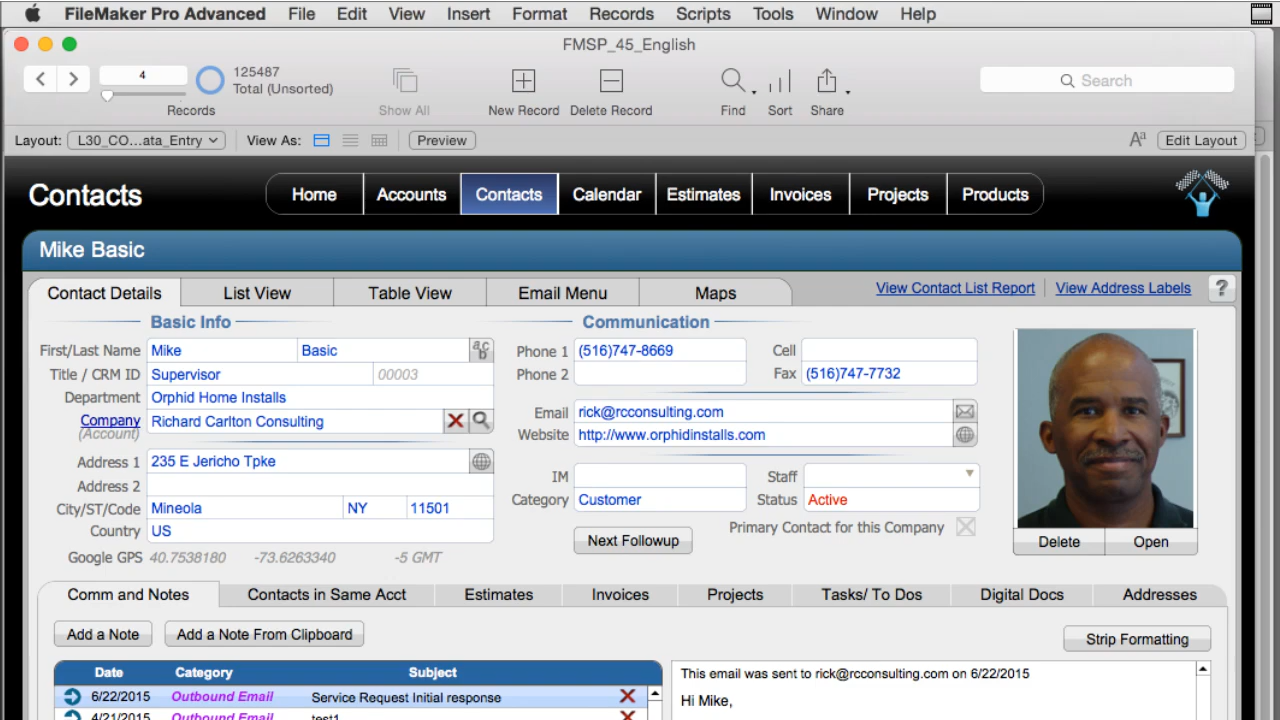 FileMaker Pro Advanced File Edit View Insert Format Records Scripts Tools Window Help
FMSP_45_English
4 125487
Total (Unsorted)
Records Show All New Record Delete Record Find Sort Share Search
Layout: L30_CO...ata_Entry View As: Preview Aa Edit Layout
Contacts Home Accounts Contacts Calendar Estimates Invoices Projects Products
Mike Basic
Contact Details List View Table View Email Menu Maps View Contact List Report View Address Labels ?
Basic Info Communication
First/Last Name Mike Basic ac b Phone 1 (516)747-8669 Cell
Title / CRM ID Supervisor 00003 Phone 2 Fax (516)747-7732
Department Orphid Home Installs
Company Richard Carlton Consulting Email rick@rcconsulting.com
(Account) Website http://www.orphidinstalls.com
Address 1 235 E Jericho Tpke
Address 2 IM Staff
City/ST/Code Mineola NY 11501 Category Customer Status Active
Country US Primary Contact for this Company
Google GPS 40.7538180 -73.6263340 -5 GMT Next Followup Delete Open
Comm and Notes Contacts in Same Acct Estimates Invoices Projects Tasks/ To Dos Digital Docs Addresses
Add a Note Add a Note From Clipboard Strip Formatting
Date Category Subject This email was sent to rick@rcconsulting.com on 6/22/2015
6/22/2015 Outbound Email Service Request Initial response Hi Mike,
4/21/2015 Outbound Email test1